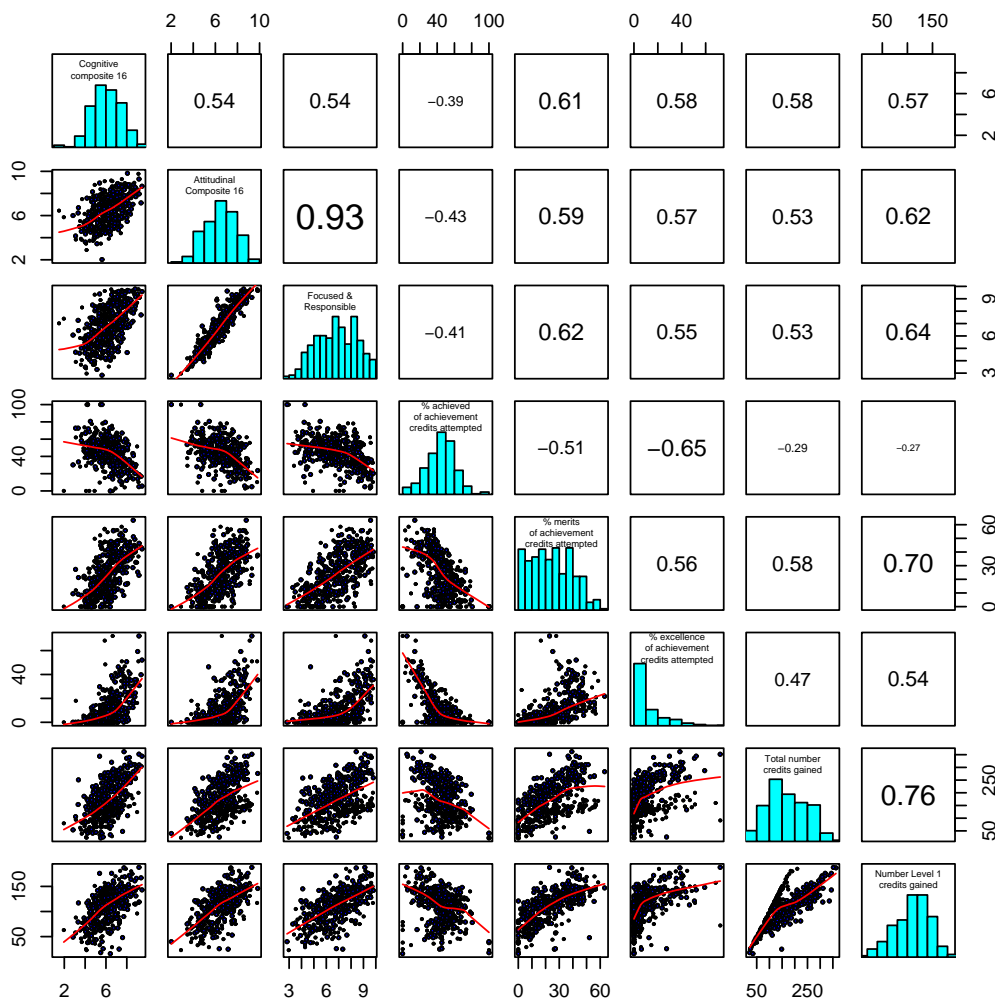 2 6 10 0 20 40 60 80 100 0 40 50 150
Cognitive
composite 16
0.54 0.54 −0.39 0.61 0.58 0.58 0.57
2 6
2 6 10
Attitudinal
Composite 16
0.93 −0.43 0.59 0.57 0.53 0.62
Focused &
Responsible
−0.41 0.62 0.55 0.53 0.64
3 6 9
0 40 100
% achieved
of achievement
credits attempted
−0.51 −0.65 −0.29 −0.27
% merits
of achievement
credits attempted
0.56 0.58 0.70
0 30 60
0 40
% excellence
of achievement
credits attempted
0.47 0.54
Total number
credits gained
0.76
50 250
50 150
Number Level 1
credits gained
2 6 3 6 9 0 30 60 50 250